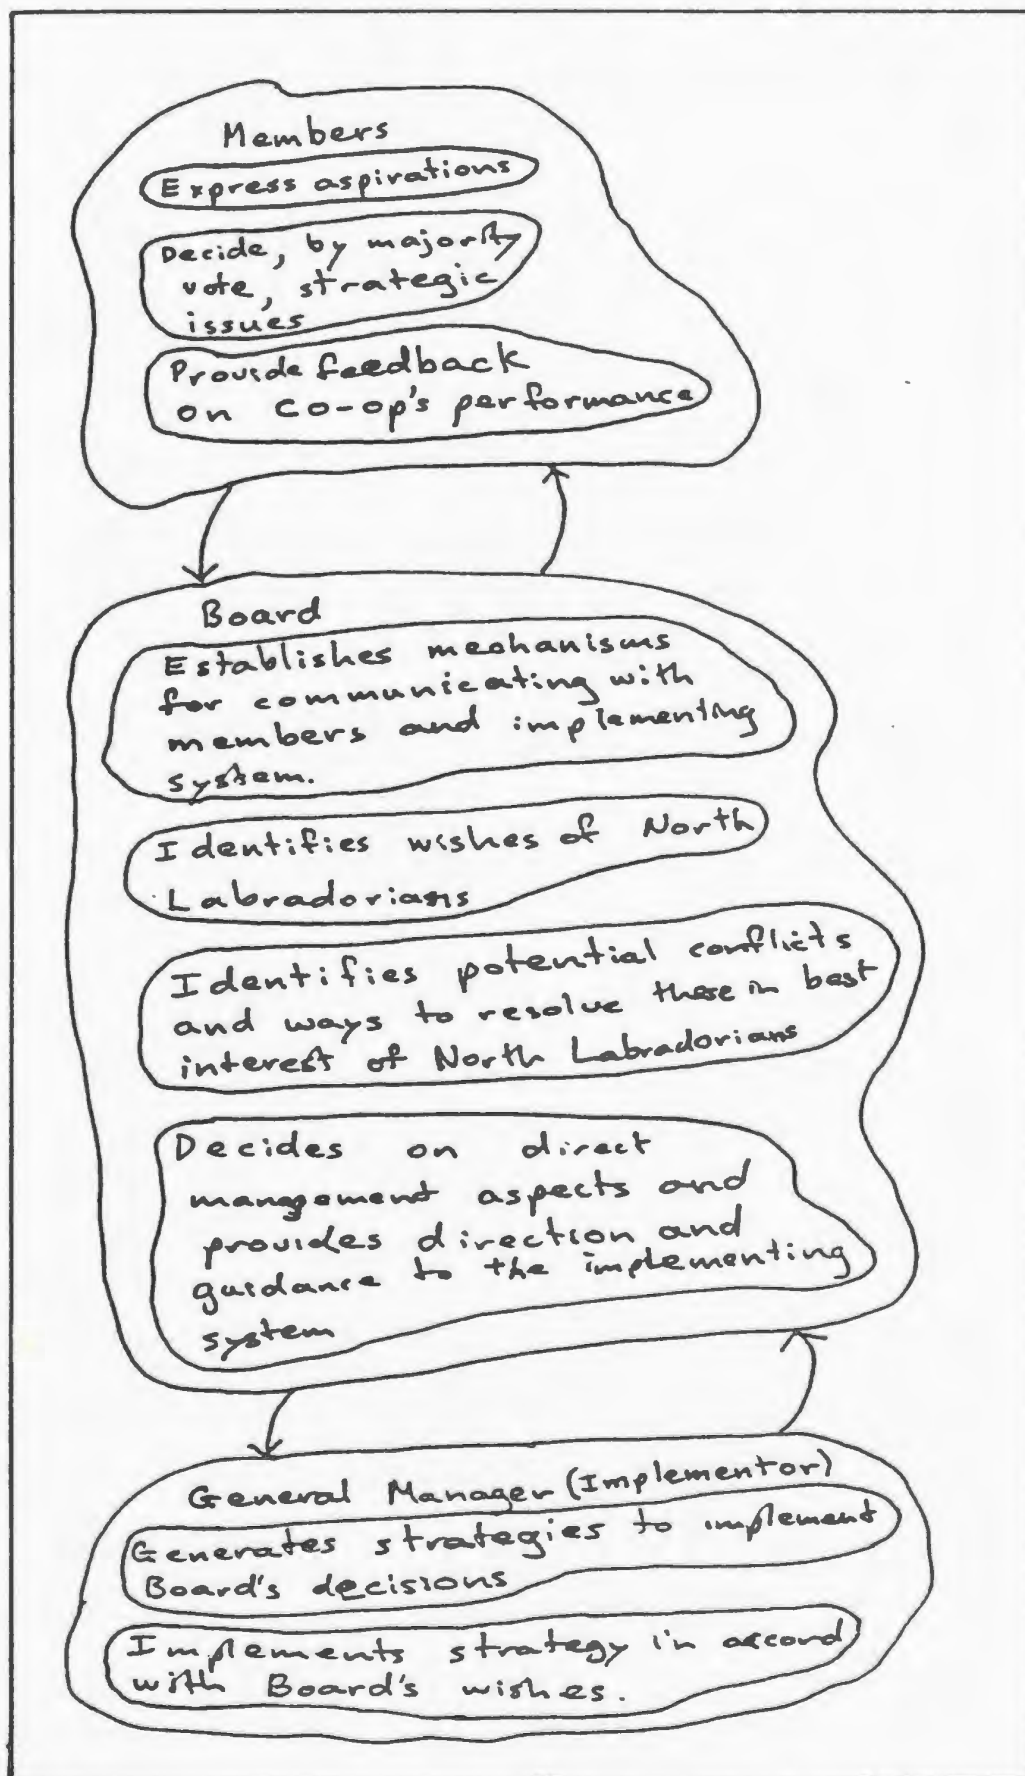 Members
Express aspirations
Decide, by majority
vote, strategic
issues
Provide feedback
on Co-op's performance
Board
Establishes mechanisms
for communicating with
members and implementing
system.
Identifies wishes of North
Labradorians
Identifies potential conflicts
and ways to resolve these in best
interest of North Labradorians
Decides on direct
management aspects and
provides direction and
guidance to the implementing
system
General Manager (Implementor)
Generates strategies to implement
Board's decisions
Implements strategy in accord
with Board's wishes.